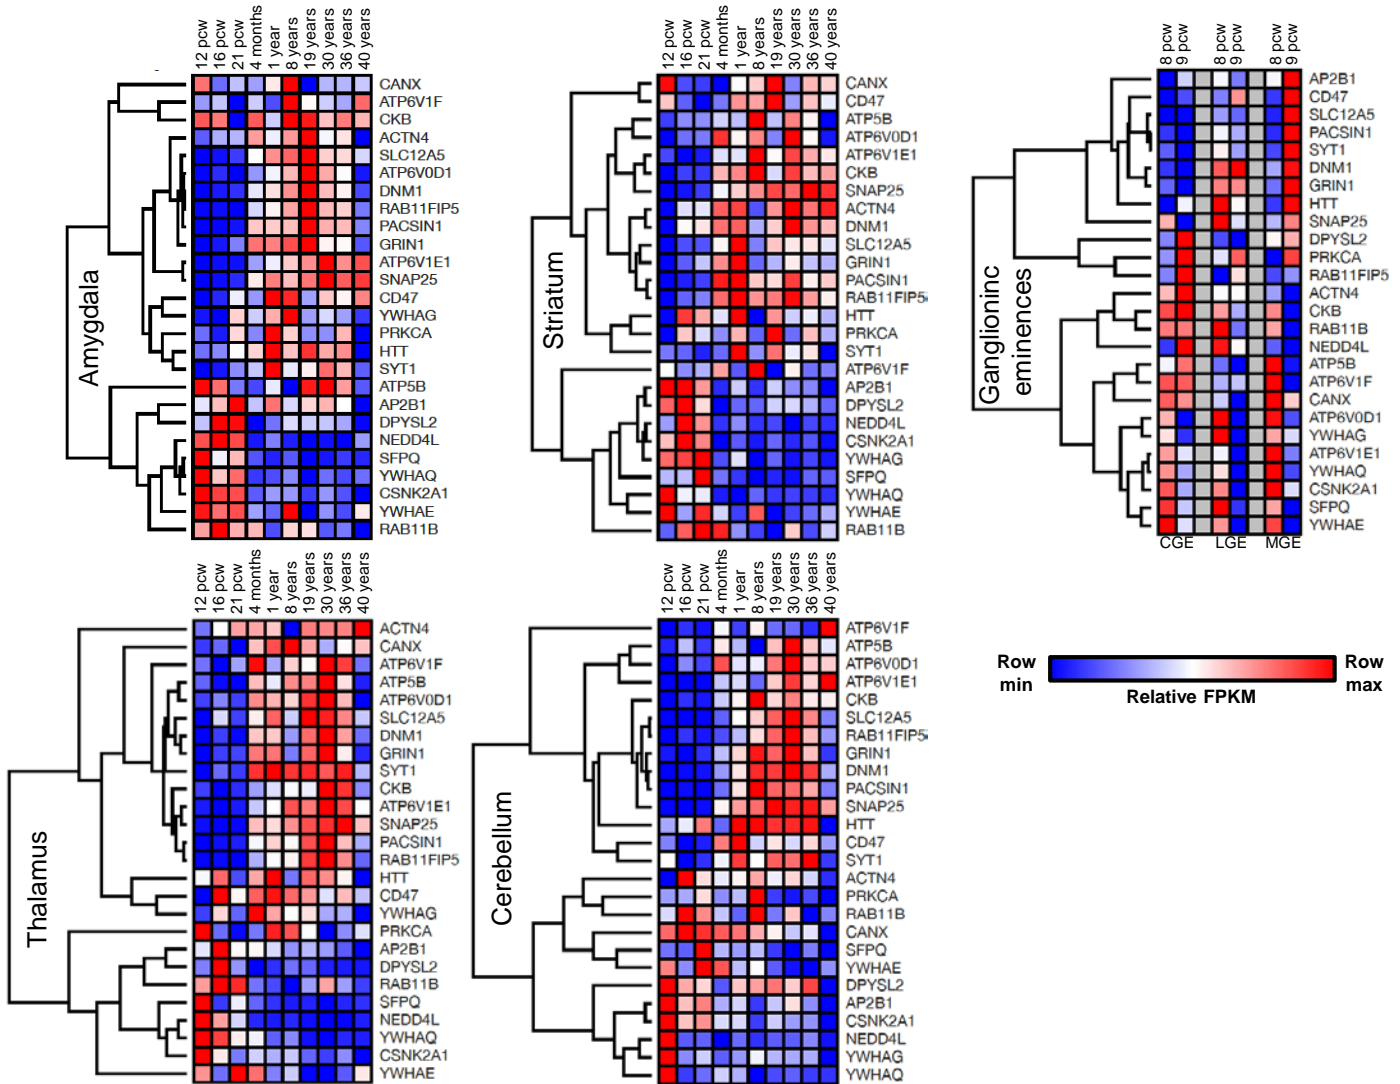 12 pcw
16 pcw
21 pcw
4 months
1 year
8 years
19 years
30 years
36 years
40 years
Amygdala
CANX
ATP6V1F
CKB
ACTN4
SLC12A5
ATP6V0D1
DNM1
RAB11FIP5
PACSIN1
GRIN1
ATP6V1E1
SNAP25
CD47
YWHAG
PRKCA
HTT
SYT1
ATP5B
AP2B1
DPYSL2
NEDD4L
SFPQ
YWHAQ
CSNK2A1
YWHAE
RAB11B
12 pcw
16 pcw
21 pcw
4 months
1 year
8 years
19 years
30 years
36 years
40 years
Striatum
CANX
CD47
ATP5B
ATP6V0D1
ATP6V1E1
CKB
SNAP25
ACTN4
DNM1
SLC12A5
GRIN1
PACSIN1
RAB11FIP5
HTT
PRKCA
SYT1
ATP6V1F
AP2B1
DPYSL2
NEDD4L
CSNK2A1
YWHAG
SFPQ
YWHAQ
YWHAE
RAB11B
8 pcw
9 pcw
8 pcw
9 pcw
8 pcw
9 pcw
Ganglioninc
eminences
AP2B1
CD47
SLC12A5
PACSIN1
SYT1
DNM1
GRIN1
HTT
SNAP25
DPYSL2
PRKCA
RAB11FIP5
ACTN4
CKB
RAB11B
NEDD4L
ATP5B
ATP6V1F
CANX
ATP6V0D1
YWHAG
ATP6V1E1
YWHAQ
CSNK2A1
SFPQ
YWHAE
CGE LGE MGE
12 pcw
16 pcw
21 pcw
4 months
1 year
8 years
19 years
30 years
36 years
40 years
Thalamus
ACTN4
CANX
ATP6V1F
ATP5B
ATP6V0D1
SLC12A5
DNM1
GRIN1
SYT1
CKB
ATP6V1E1
SNAP25
PACSIN1
RAB11FIP5
HTT
CD47
YWHAG
PRKCA
AP2B1
DPYSL2
RAB11B
SFPQ
NEDD4L
YWHAQ
CSNK2A1
YWHAE
12 pcw
16 pcw
21 pcw
4 months
1 year
8 years
19 years
30 years
36 years
40 years
Cerebellum
ATP6V1F
ATP5B
ATP6V0D1
ATP6V1E1
CKB
SLC12A5
RAB11FIP5
GRIN1
DNM1
PACSIN1
SNAP25
HTT
CD47
SYT1
ACTN4
PRKCA
RAB11B
CANX
SFPQ
YWHAE
DPYSL2
AP2B1
CSNK2A1
NEDD4L
YWHAG
YWHAQ
Row
min
Row
max
Relative FPKM